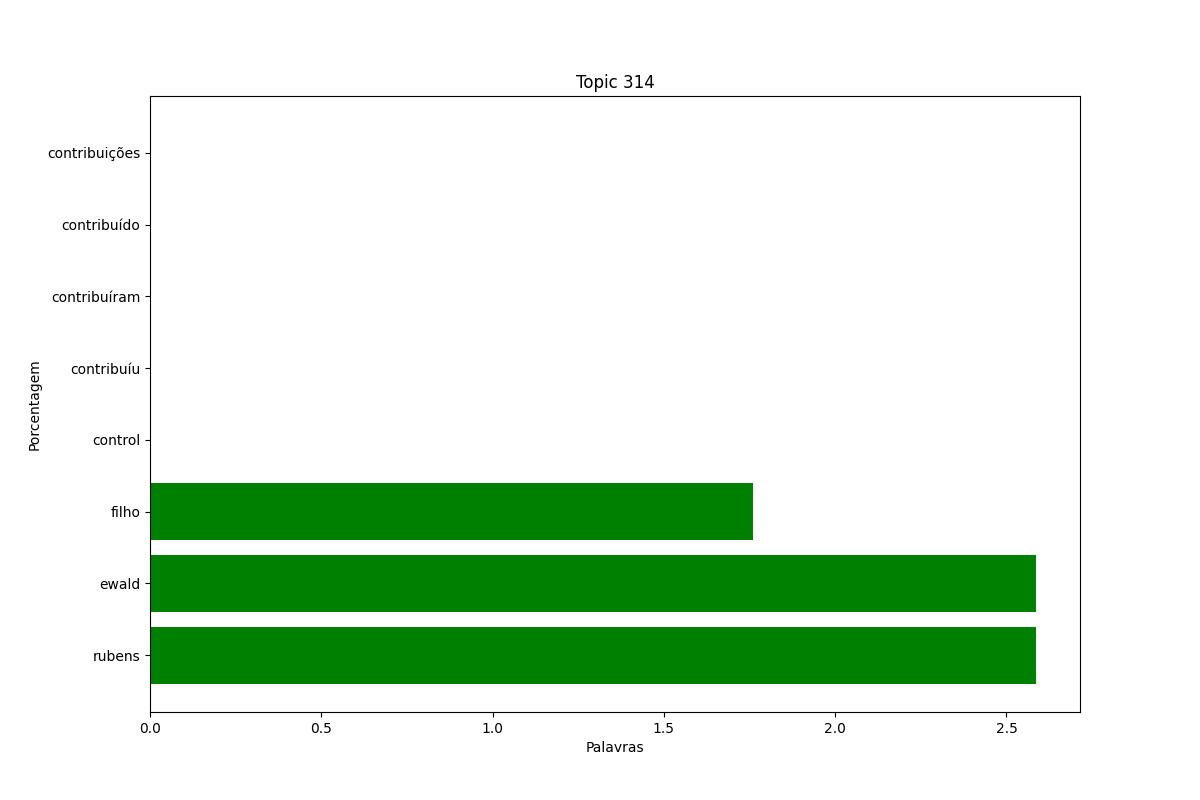 Topic 314
contribuições
contribuído
contribuíram
contribuíu
control
filho
ewald
rubens
Porcentagem
0.0 0.5 1.0 1.5 2.0 2.5
Palavras